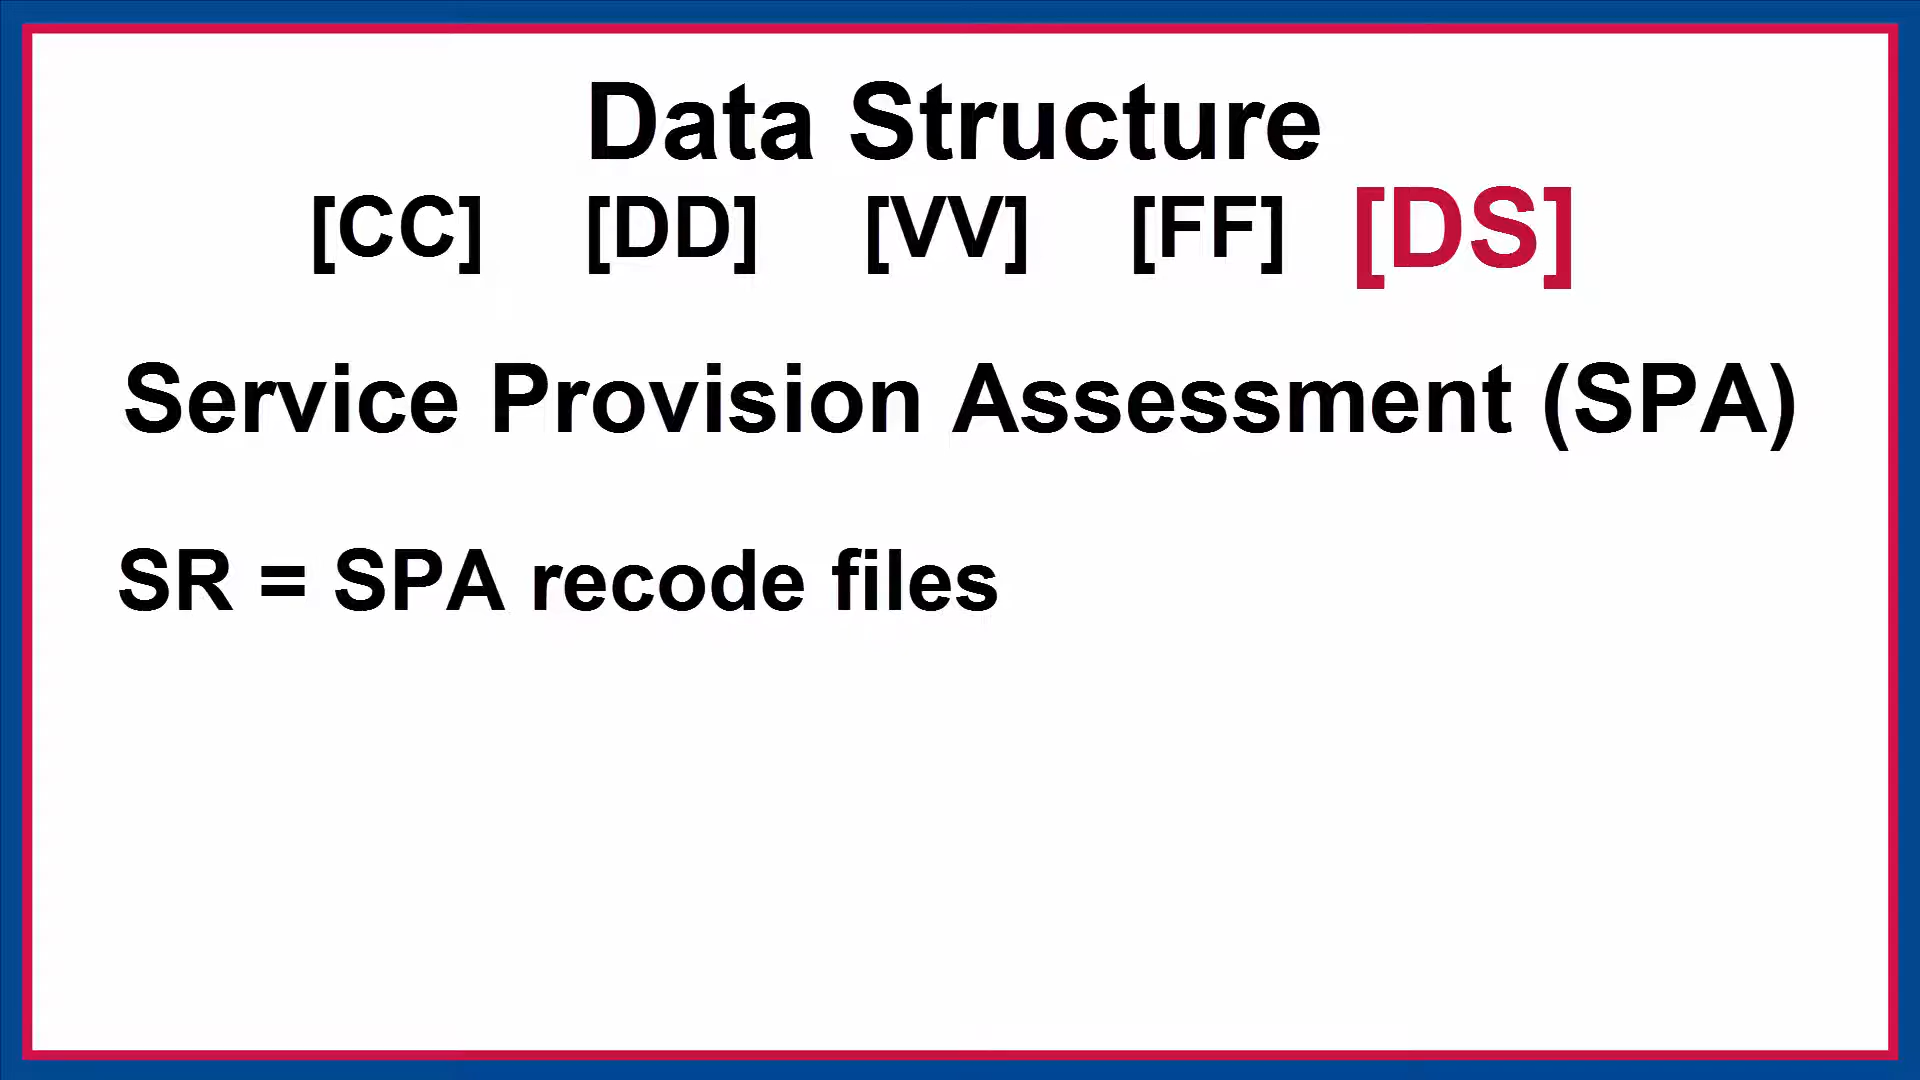 Data Structure
[CC] [DD] [VV] [FF] [DS]
Service Provision Assessment (SPA)
SR = SPA recode files